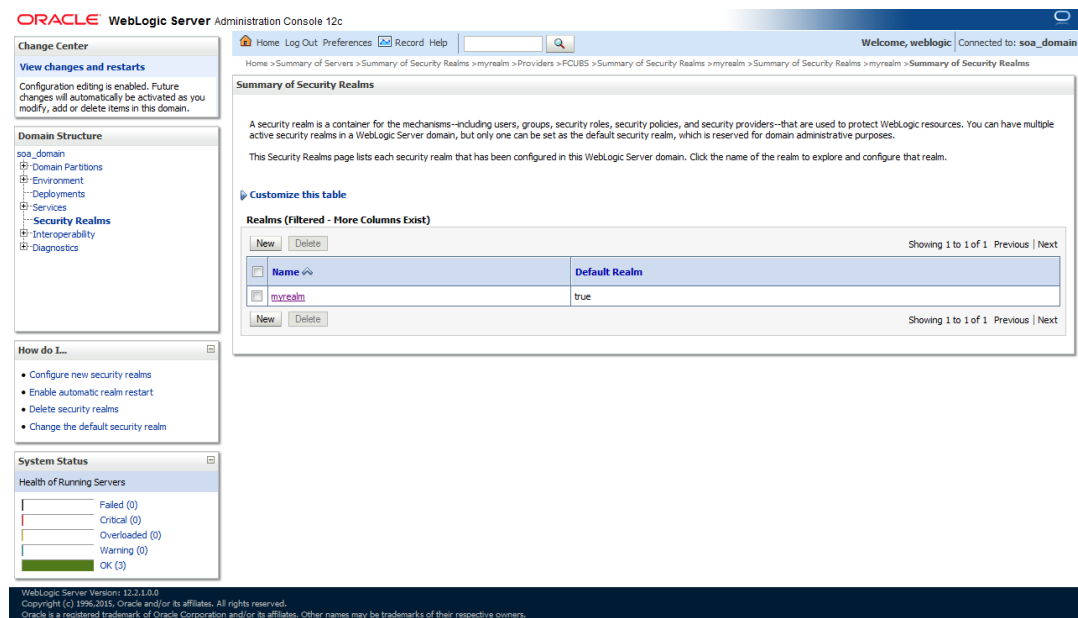 ORACLE WebLogic Server Administration Console 12c
Change Center
View changes and restarts
Configuration editing is enabled. Future
changes will automatically be activated as you
modify, add or delete items in this domain.
Domain Structure
soa_domain
Domain Partitions
Environment
Deployments
Services
Security Realms
Interoperability
Diagnostics
How do I...
Configure new security realms
Enable automatic realm restart
Delete security realms
Change the default security realm
System Status
Health of Running Servers
Failed (0)
Critical (0)
Overloaded (0)
Warning (0)
OK (3)
Home Log Out Preferences Record Help
Welcome, weblogic Connected to: soa_domain
Home >Summary of Servers >Summary of Security Realms >myrealm >Providers >FCUBS >Summary of Security Realms >myrealm >Summary of Security Realms >myrealm >Summary of Security Realms
Summary of Security Realms
A security realm is a container for the mechanisms--including users, groups, security roles, security policies, and security providers--that are used to protect WebLogic resources. You can have multiple
active security realms in a WebLogic Server domain, but only one can be set as the default security realm, which is reserved for domain administrative purposes.
This Security Realms page lists each security realm that has been configured in this WebLogic Server domain. Click the name of the realm to explore and configure that realm.
Customize this table
Realms (Filtered - More Columns Exist)
New Delete Showing 1 to 1 of 1 Previous | Next
Name Default Realm
myrealm true
New Delete Showing 1 to 1 of 1 Previous | Next
WebLogic Server Version: 12.2.1.0.0
Copyright (c) 1996,2015, Oracle and/or its affiliates. All rights reserved.
Oracle is a registered trademark of Oracle Corporation and/or its affiliates. Other names may be trademarks of their respective owners.